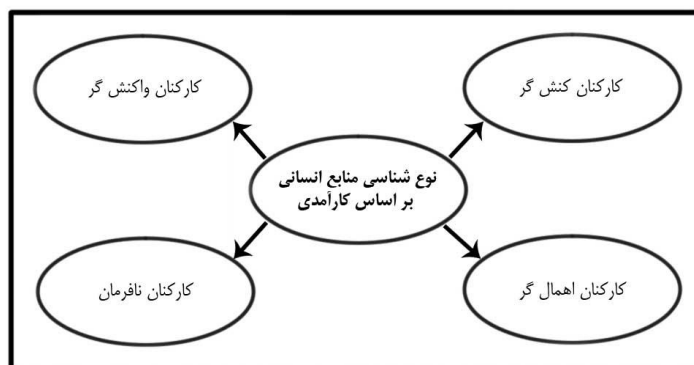 کارکنان کنش گر
کارکنان واکنش گر
نوع شناسی منابع انسانی
بر اساس کارآمدی
کارکنان اهمال گر
کارکنان نافرمان